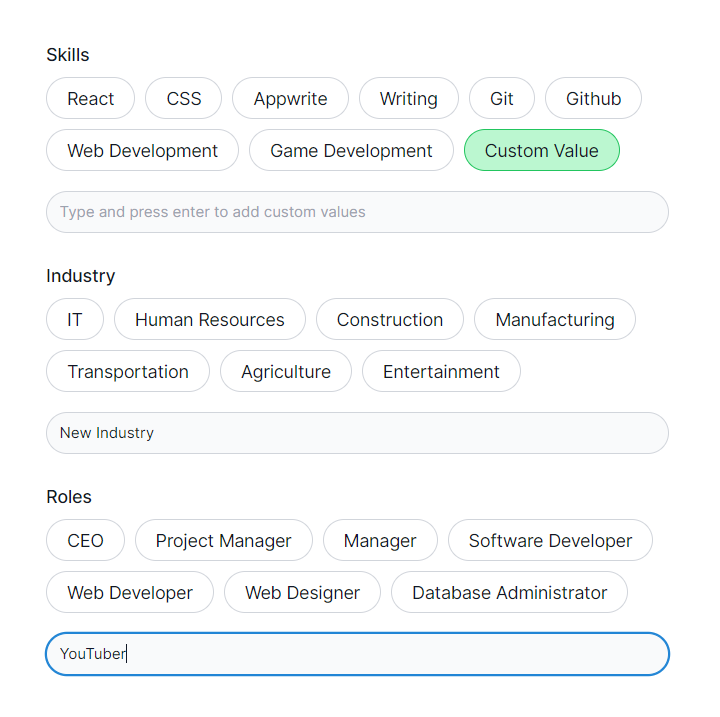 Skills
React CSS Appwrite Writing Git Github
Web Development Game Development Custom Value
Type and press enter to add custom values
Industry
IT Human Resources Construction Manufacturing
Transportation Agriculture Entertainment
New Industry
Roles
CEO Project Manager Manager Software Developer
Web Developer Web Designer Database Administrator
YouTuber